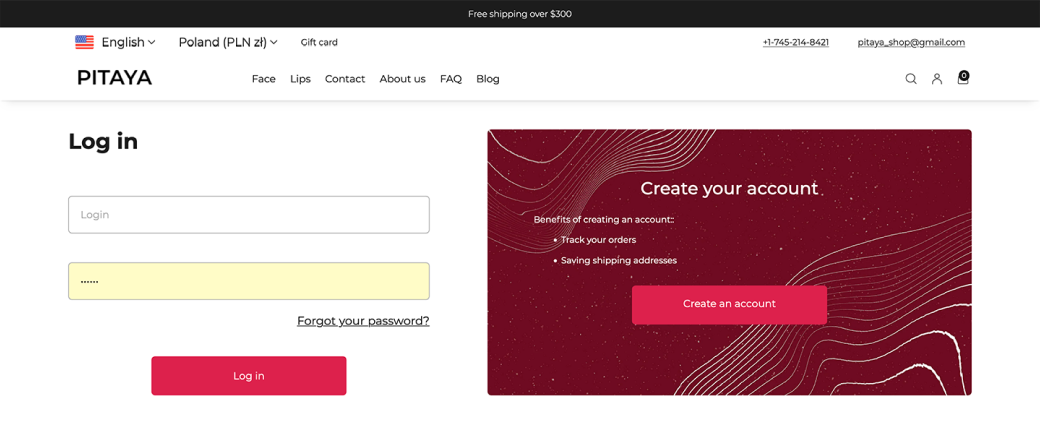 Free shipping over $300
English Poland (PLN zł) Gift card +1-745-214-8421 pitaya_shop@gmail.com
PITAYA Face Lips Contact About us FAQ Blog 0
Log in
Login
••••••
Forgot your password?
Log in
Create your account
Benefits of creating an account::
• Track your orders
• Saving shipping addresses
Create an account